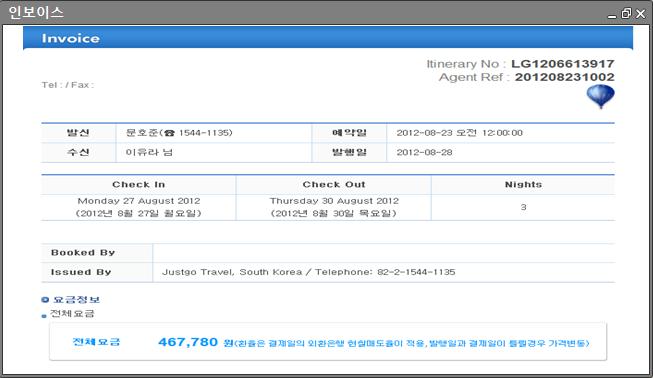 인보이스
Invoice
Itinerary No : LG1206613917
Agent Ref : 201208231002
Tel : / Fax :
발신 문호준(☎ 1544-1135) 예약일 2012-08-23 오전 12:00:00
수신 이유라 님 발행일 2012-08-28
Check In Check Out Nights
Monday 27 August 2012 Thursday 30 August 2012 3
(2012년 8월 27일 월요일) (2012년 8월 30일 목요일)
Booked By
Issued By Justgo Travel, South Korea / Telephone: 82-2-1544-1135
요금정보
전체요금
전체요금 467,780 원(환율은 결제일의 외환은행 현찰매도율이 적용,발행일과 결제일이 틀릴경우 가격변동)